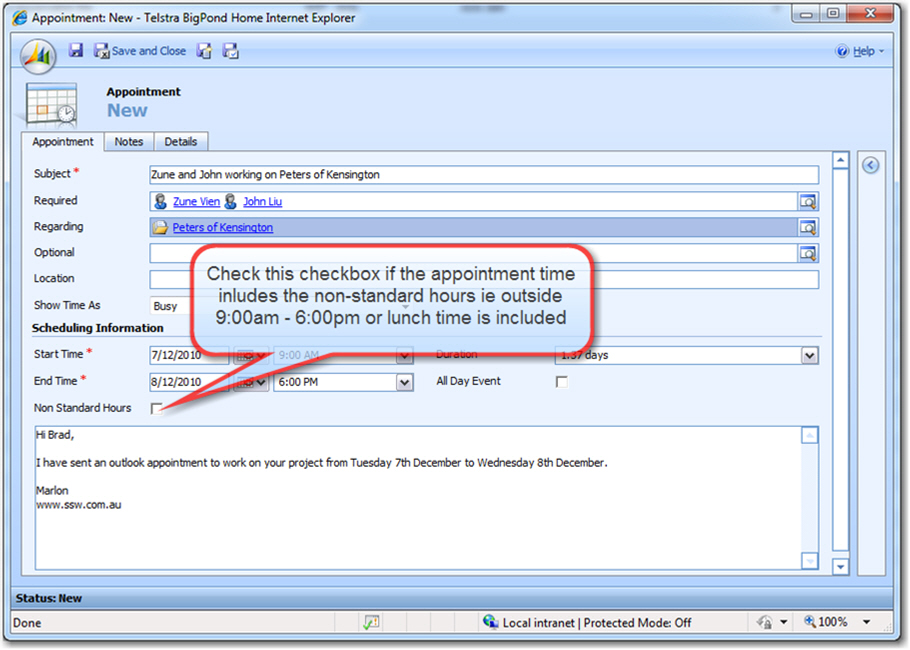 Appointment: New - Telstra BigPond Home Internet Explorer
Save and Close
Help
Appointment
New
Appointment Notes Details
Subject * Zune and John working on Peters of Kensington
Required Zune Vien John Liu
Regarding Peters of Kensington
Optional
Location
Check this checkbox if the appointment time
inludes the non-standard hours ie outside
9:00am - 6:00pm or lunch time is included
Show Time As Busy
Scheduling Information
Start Time * 7/12/2010 9:00 AM Duration 1.37 days
End Time * 8/12/2010 6:00 PM All Day Event
Non Standard Hours
Hi Brad,
I have sent an outlook appointment to work on your project from Tuesday 7th December to Wednesday 8th December.
Marlon
www.ssw.com.au
Status: New
Done Local intranet | Protected Mode: Off 100%